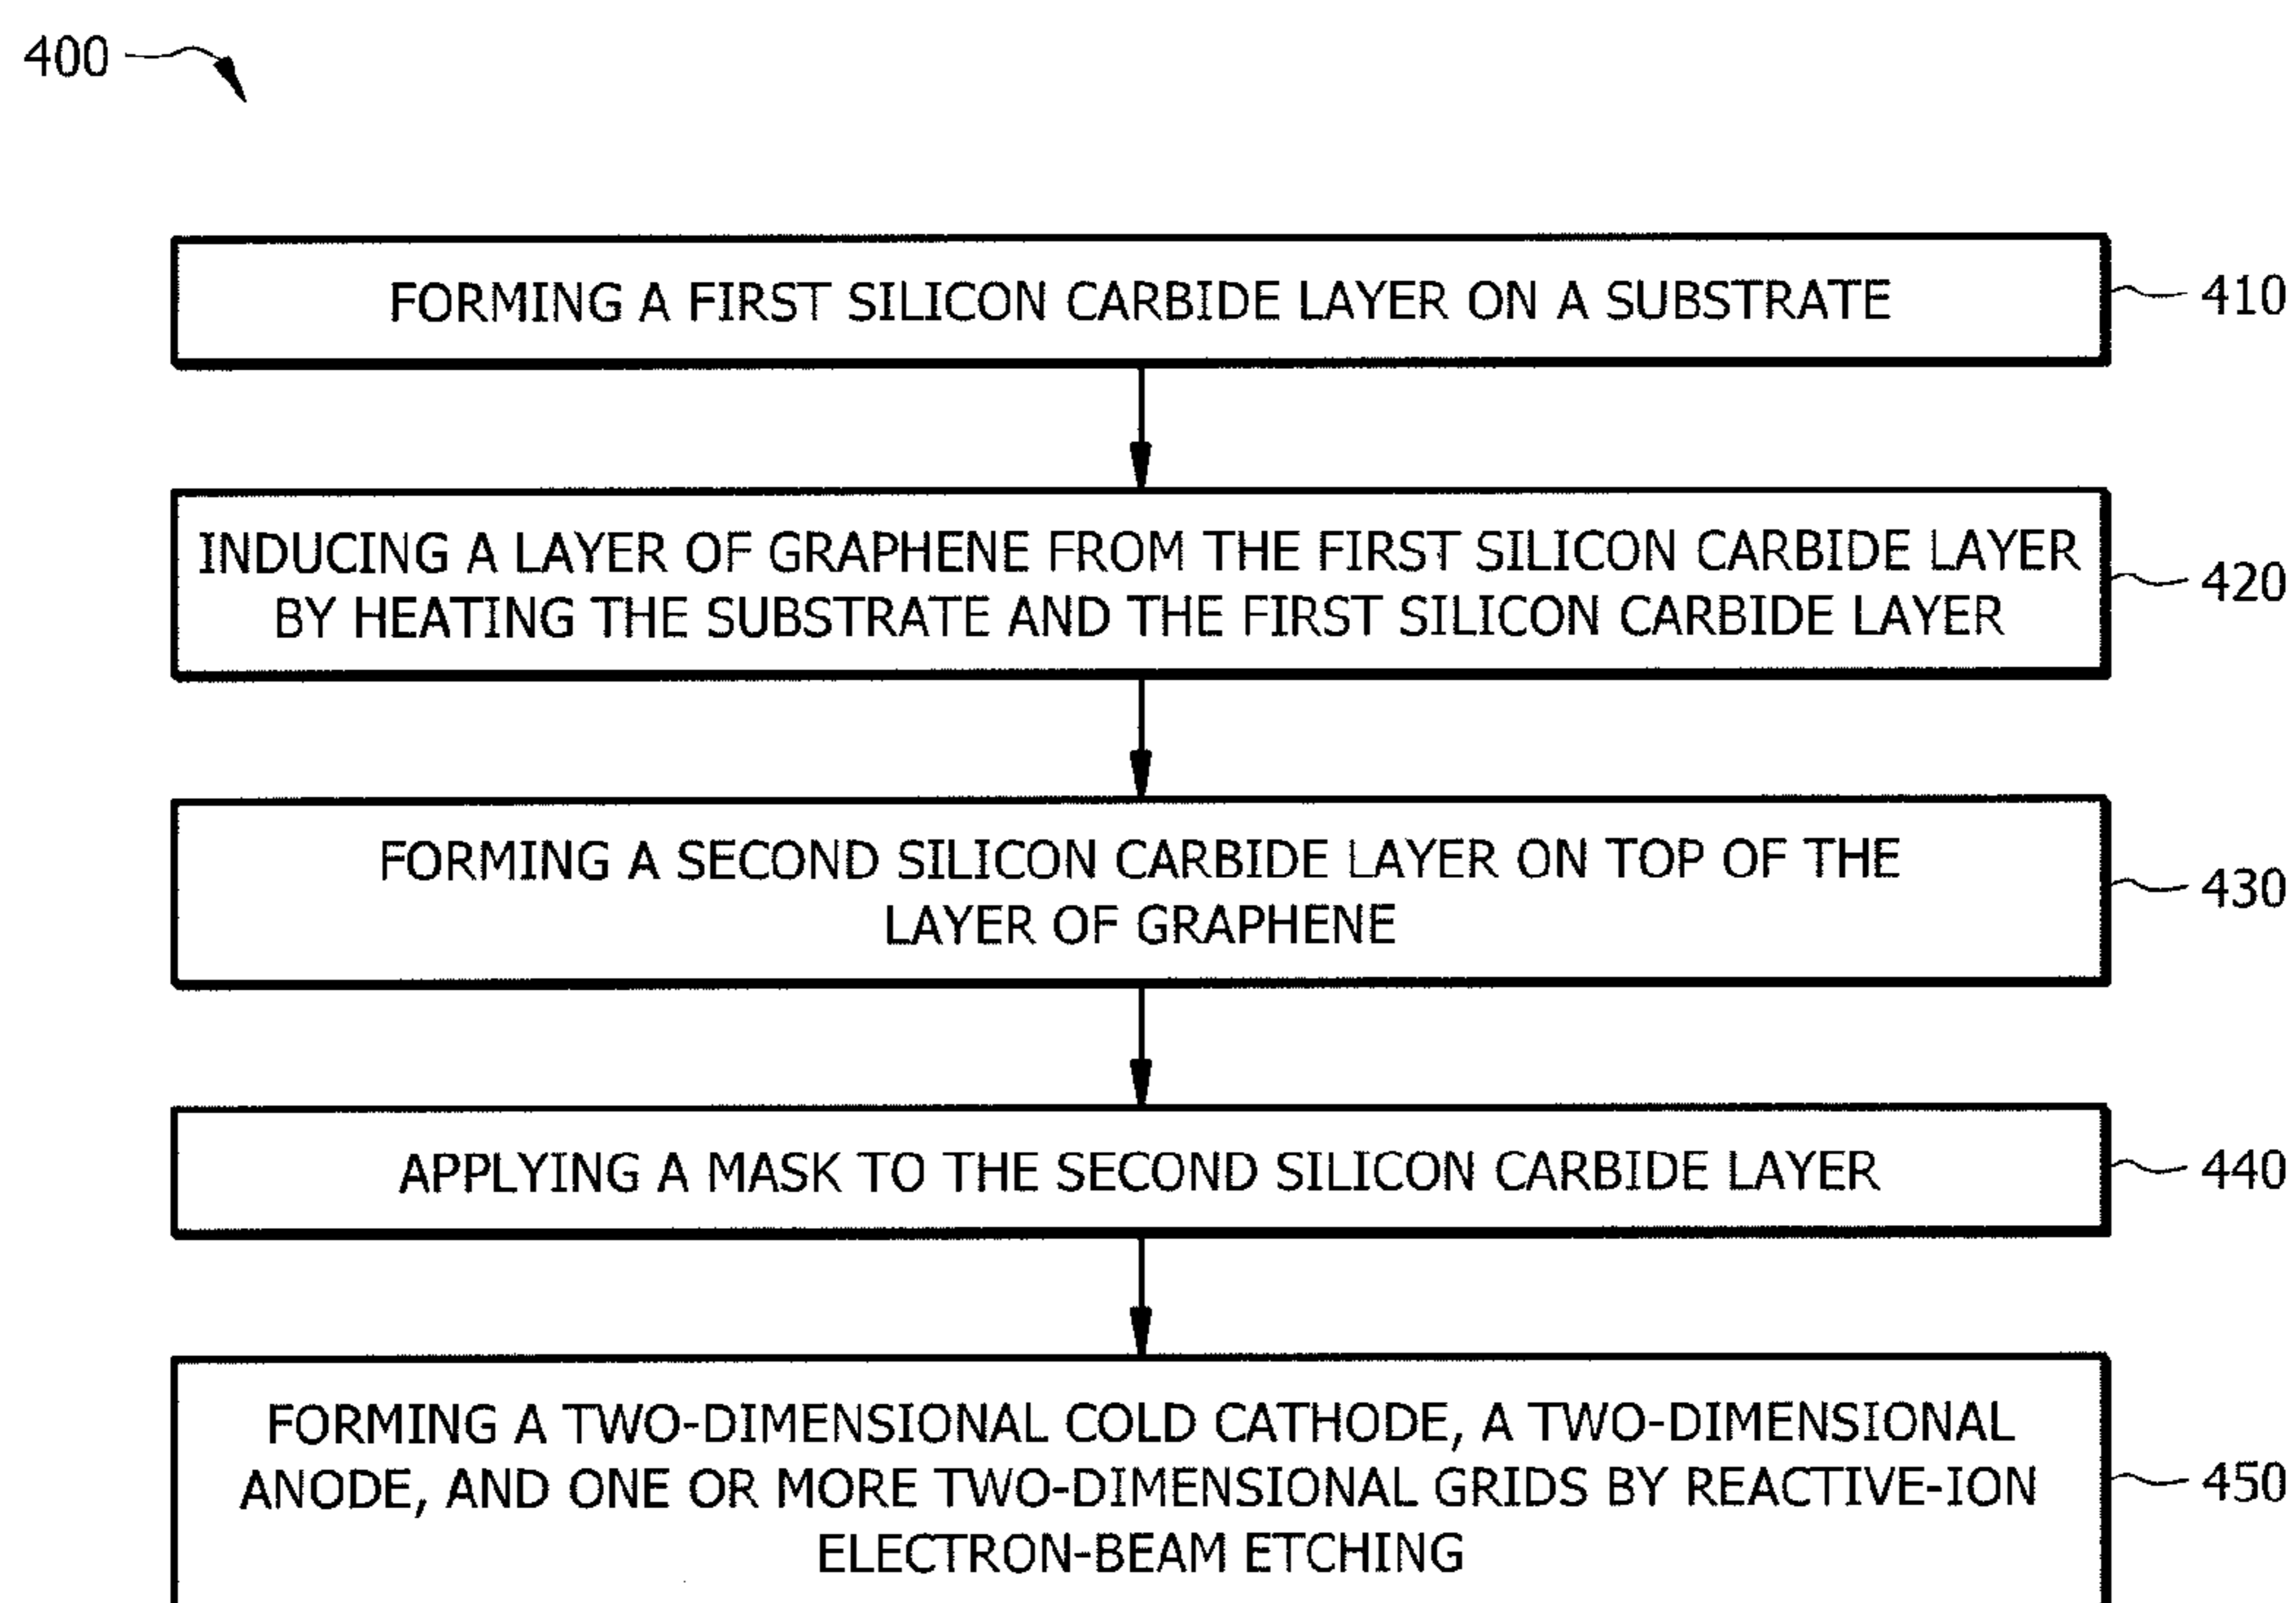 400
FORMING A FIRST SILICON CARBIDE LAYER ON A SUBSTRATE
410
INDUCING A LAYER OF GRAPHENE FROM THE FIRST SILICON CARBIDE LAYER
BY HEATING THE SUBSTRATE AND THE FIRST SILICON CARBIDE LAYER
420
FORMING A SECOND SILICON CARBIDE LAYER ON TOP OF THE
LAYER OF GRAPHENE
430
APPLYING A MASK TO THE SECOND SILICON CARBIDE LAYER
440
FORMING A TWO-DIMENSIONAL COLD CATHODE, A TWO-DIMENSIONAL
ANODE, AND ONE OR MORE TWO-DIMENSIONAL GRIDS BY REACTIVE-ION
ELECTRON-BEAM ETCHING
450